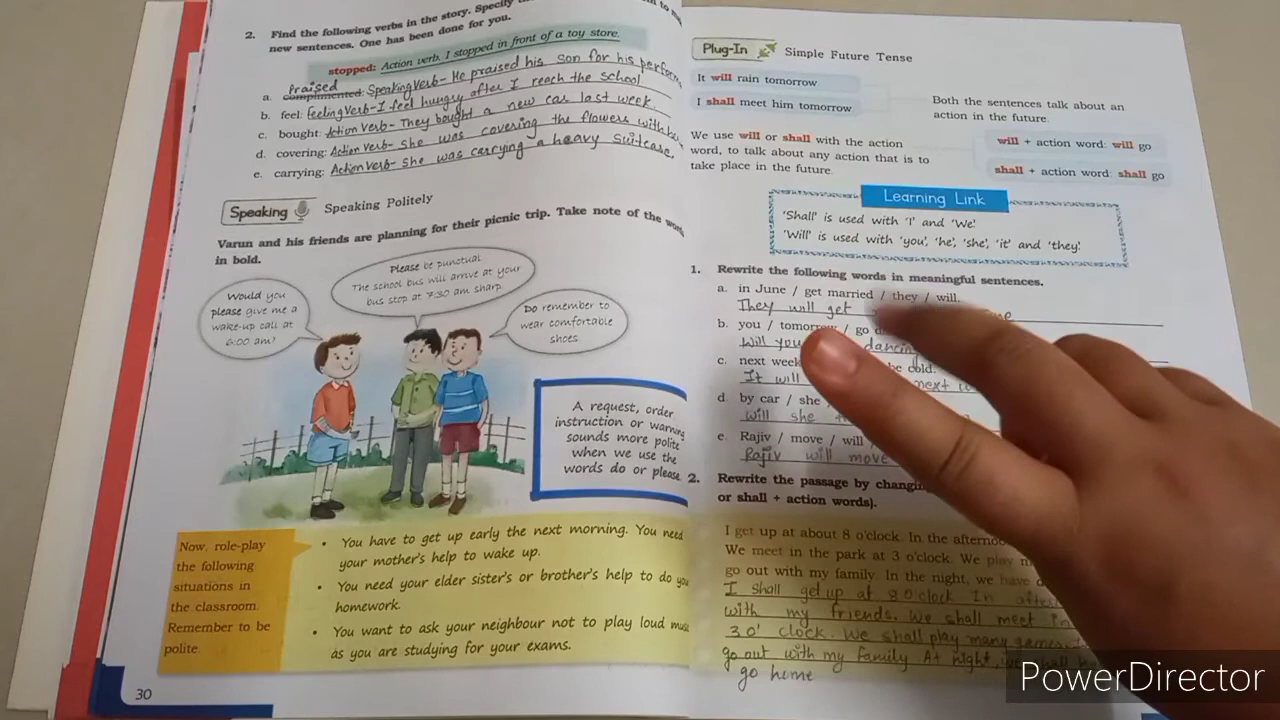 2. Find the following verbs in the story. Specify
new sentences. One has been done for you.
stopped: Action verb. I stopped in front of a toy store.
Praised
a. complimented: Speaking Verb- He praised his son for his perform
b. feel: Feeling Verb- I feel hungry after I reach the school
c. bought: Action Verb- They bought a new car last week.
d. covering: Action Verb- she was covering the flowers with
e. carrying: Action Verb- she was carrying a heavy suitcase.
Speaking Speaking Politely
Varun and his friends are planning for their picnic trip. Take note of the words
in bold.
Would you
please give me a
wake-up call at
6:00 am?
Please be punctual.
The school bus will arrive at your
bus stop at 7:30 am sharp.
Do remember to
wear comfortable
shoes.
A request, order,
instruction or warning
sounds more polite
when we use the
words do or please.
Now, role-play
the following
situations in
the classroom.
Remember to be
polite.
• You have to get up early the next morning. You need
your mother's help to wake up.
• You need your elder sister's or brother's help to do you
homework.
• You want to ask your neighbour not to play loud mus
as you are studying for your exams.
30
Plug-In Simple Future Tense
It will rain tomorrow.
I shall meet him tomorrow
Both the sentences talk about an
action in the future.
We use will or shall with the action
word, to talk about any action that is to
take place in the future.
will + action word: will go
shall + action word: shall go
Learning Link
'Shall' is used with 'I' and 'We'.
'Will' is used with 'you', 'he', 'she', 'it' and 'they'.
1. Rewrite the following words in meaningful sentences.
a. in June / get married / they / will.
They will get
b. you / tomorrow / go
Will you dancing
c. next week be cold.
It will next
d. by car / she
Will she
e. Rajiv / move / will
Rajiv will move
2. Rewrite the passage by changing
or shall + action words).
I get up at about 8 o'clock. In the afternoon
We meet in the park at 3 o'clock. We play
go out with my family. In the night, we have
I shall get up at 8 o'clock In
with my friends. We shall meet in
3 o' clock. We shall play many games.
go out with my family At night, we shall
go home
PowerDirector